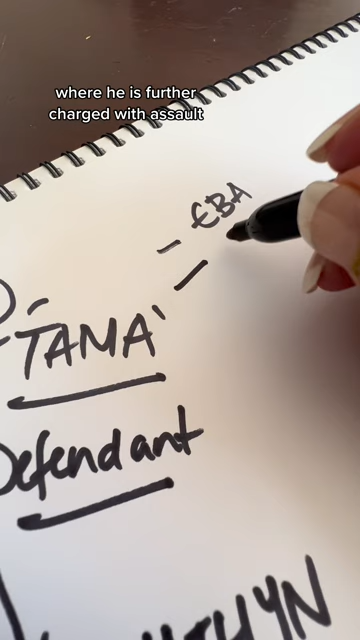 where he is further
charged with assault
- €BA
-
'TAMA'
Defendant